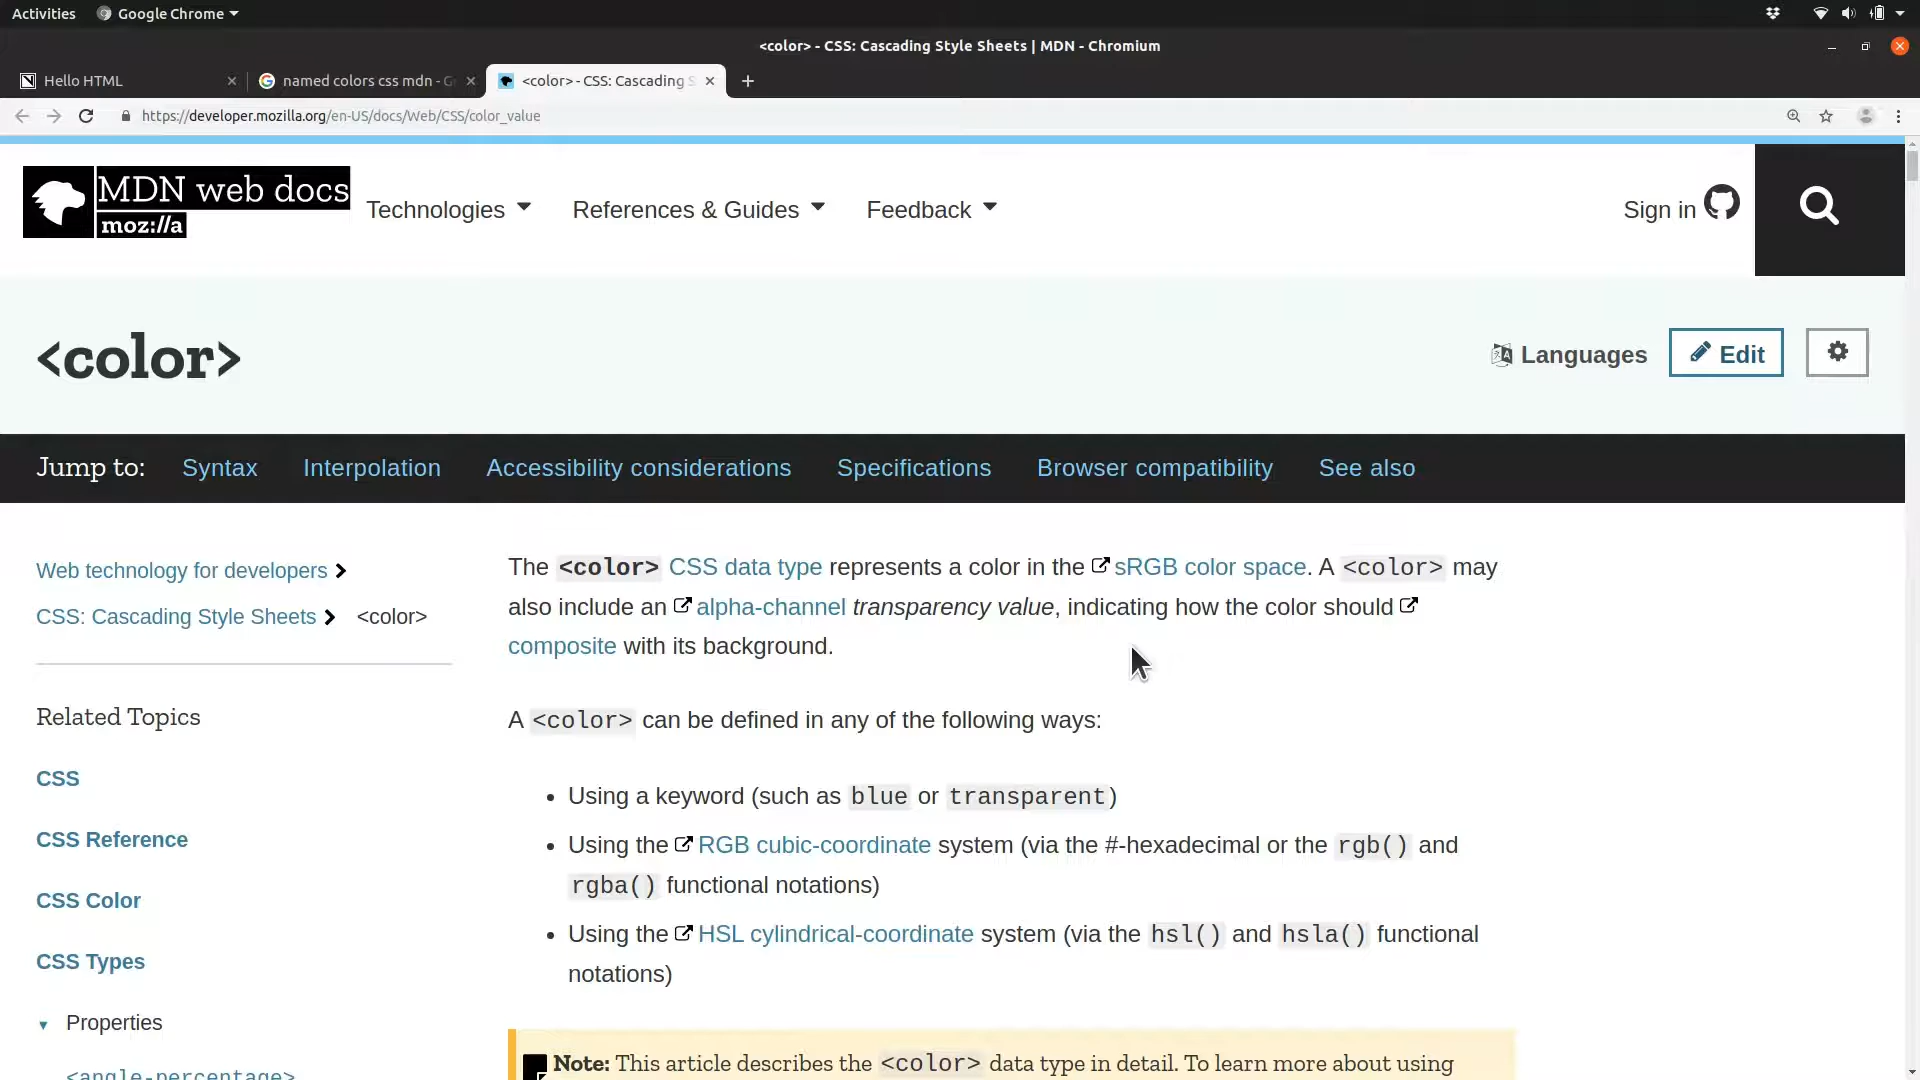 Activities
Google Chrome
<color> - CSS: Cascading Style Sheets | MDN - Chromium
Hello HTML
named colors css mdn - G
<color> - CSS: Cascading S
https://developer.mozilla.org/en-US/docs/Web/CSS/color_value
MDN web docs
moz://a
Technologies
References & Guides
Feedback
Sign in
<color>
Languages
Edit
Jump to:
Syntax
Interpolation
Accessibility considerations
Specifications
Browser compatibility
See also
Web technology for developers
CSS: Cascading Style Sheets
<color>
Related Topics
CSS
CSS Reference
CSS Color
CSS Types
Properties
<angle-percentage>
The <color> CSS data type represents a color in the sRGB color space. A <color> may
also include an alpha-channel transparency value, indicating how the color should
composite with its background.
A <color> can be defined in any of the following ways:
• Using a keyword (such as blue or transparent)
• Using the RGB cubic-coordinate system (via the #-hexadecimal or the rgb() and
rgba() functional notations)
• Using the HSL cylindrical-coordinate system (via the hsl() and hsla() functional
notations)
Note: This article describes the <color> data type in detail. To learn more about using